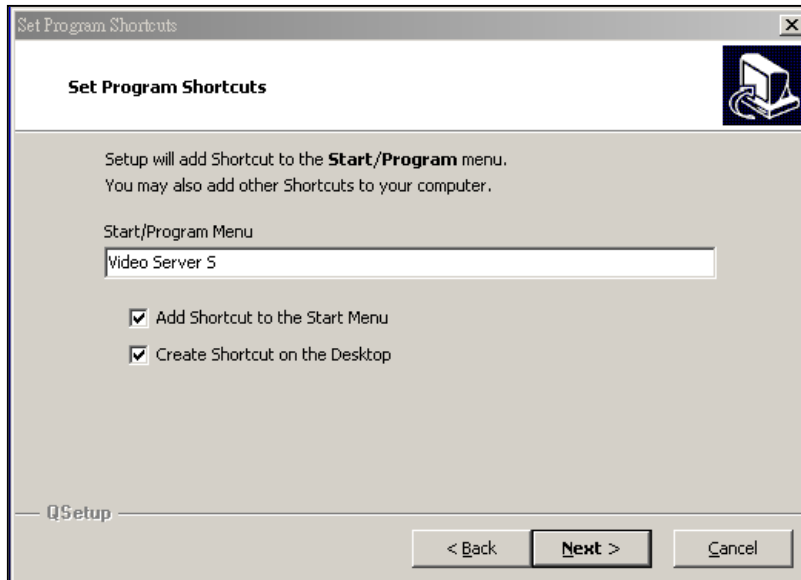 Set Program Shortcuts
Set Program Shortcuts
Setup will add Shortcut to the Start/Program menu.
You may also add other Shortcuts to your computer.
Start/Program Menu
Video Server S
Add Shortcut to the Start Menu
Create Shortcut on the Desktop
QSetup
< Back
Next >
Cancel